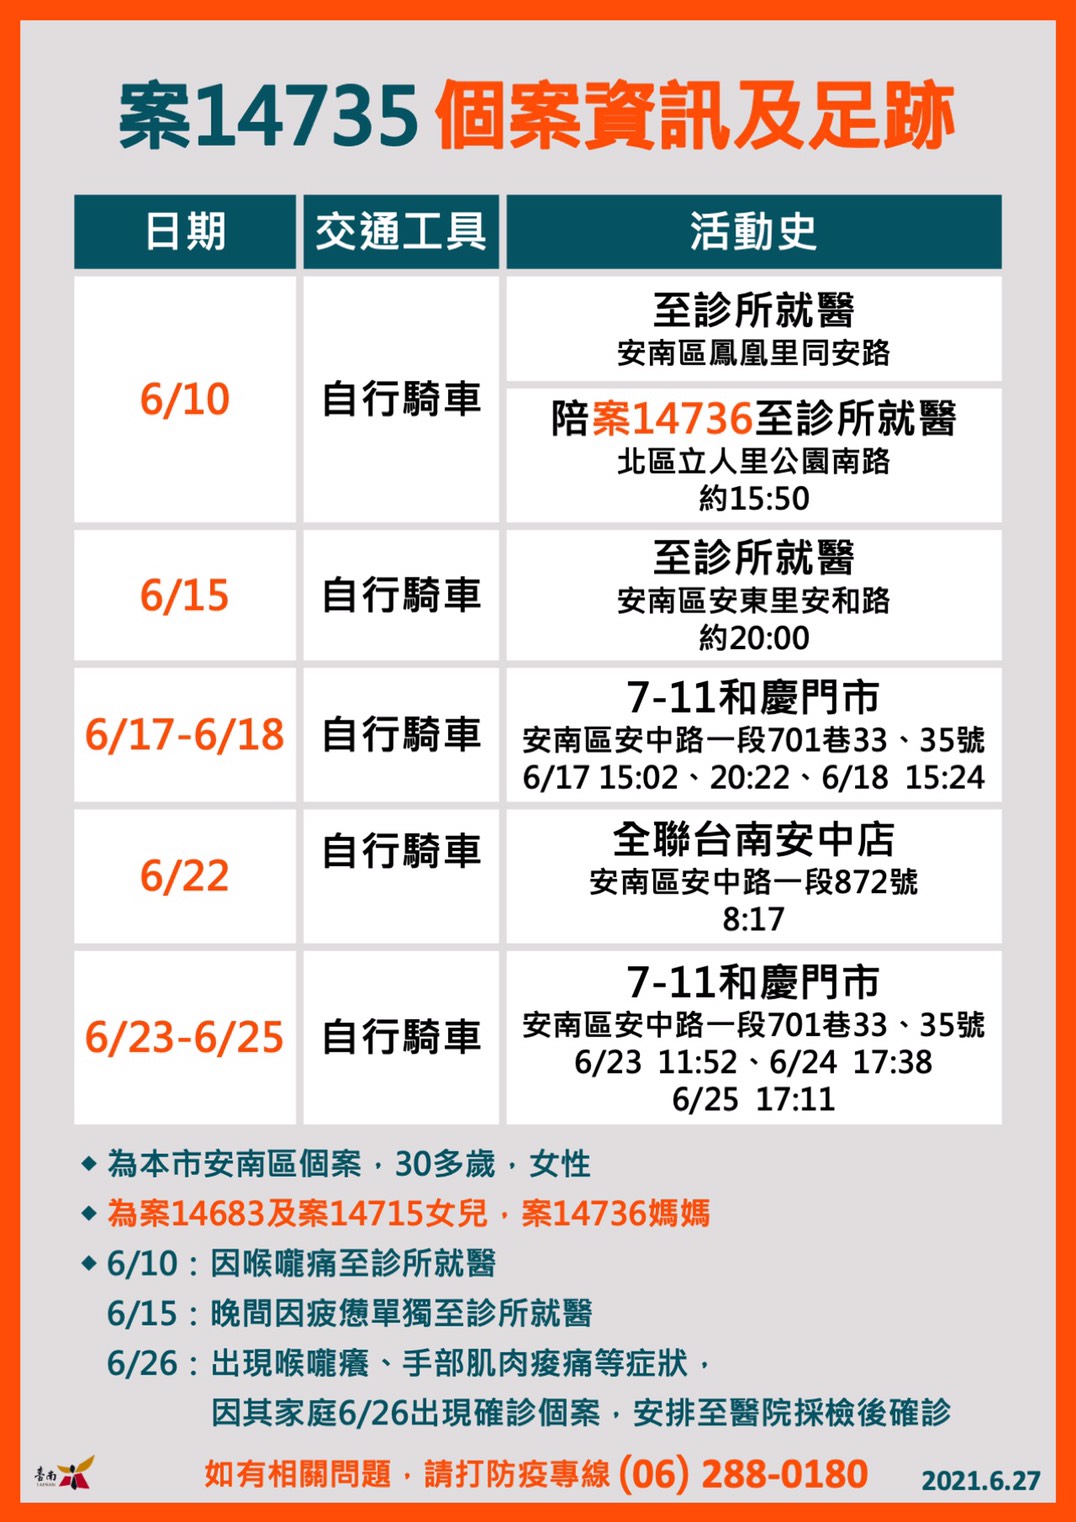 案14735個案資訊及足跡
日期 交通工具 活動史
6/10 自行騎車
至診所就醫
安南區鳳凰里同安路
陪案14736至診所就醫
北區立人里公園南路
約15:50
6/15 自行騎車
至診所就醫
安南區安東里安和路
約20:00
6/17-6/18 自行騎車
7-11和慶門市
安南區安中路一段701巷33、35號
6/17 15:02、20:22、6/18 15:24
6/22 自行騎車
全聯台南安中店
安南區安中路一段872號
8:17
6/23-6/25 自行騎車
7-11和慶門市
安南區安中路一段701巷33、35號
6/23 11:52、6/24 17:38
6/25 17:11
◆ 為本市安南區個案，30多歲，女性
◆ 為案14683及案14715女兒，案14736媽媽
◆ 6/10：因喉嚨痛至診所就醫
6/15：晚間因疲憊單獨至診所就醫
6/26：出現喉嚨癢、手部肌肉痠痛等症狀，
因其家庭6/26出現確診個案，安排至醫院採檢後確診
臺南
TAINAN
如有相關問題，請打防疫專線(06) 288-0180
2021.6.27